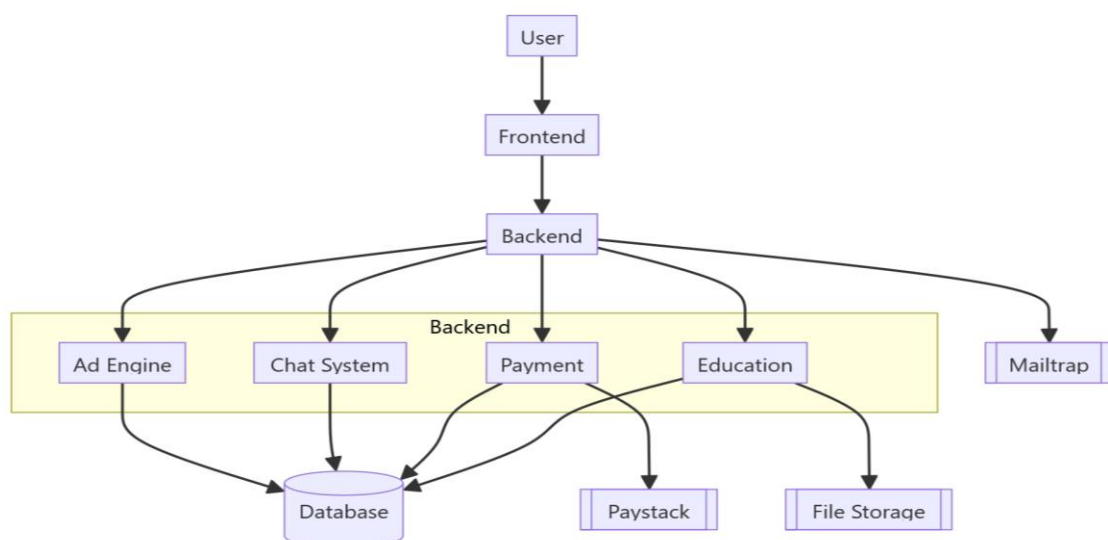 User
Frontend
Backend
Backend
Ad Engine
Chat System
Payment
Education
Mailtrap
Database
Paystack
File Storage